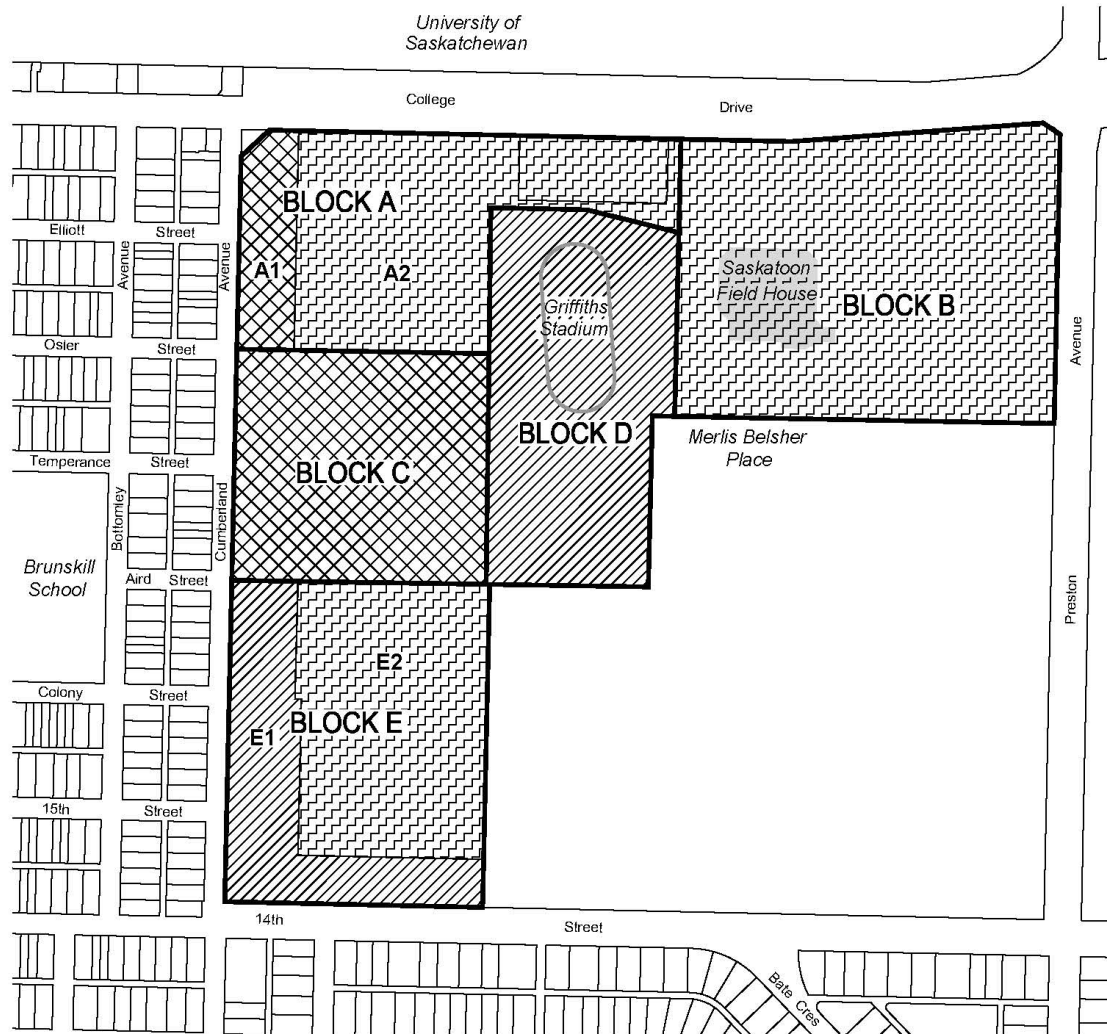 University of
Saskatchewan
College
Drive
BLOCK A
Elliott
Street
A1
A2
Avenue
Avenue
Saskatoon
Field House
BLOCK B
Griffiths
Stadium
Osler
Street
Avenue
BLOCK D
Merlis Belsher
Place
Temperance
Street
BLOCK C
Bottomley
Cumberland
Brunskill
School
Aird
Street
Preston
E2
Colony
Street
BLOCK E
E1
15th
Street
14th
Street
Bate Cres